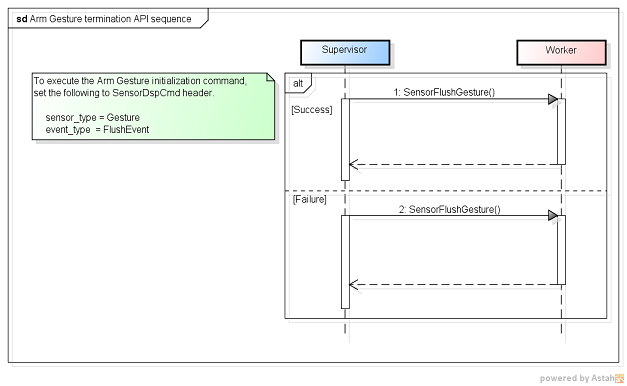 sd Arm Gesture termination API sequence
Supervisor
Worker
To execute the Arm Gesture initialization command,
set the following to SensorDspCmd header.
sensor_type = Gesture
event_type = FlushEvent
alt
1: SensorFlushGesture()
[Success]
[Failure]
2: SensorFlushGesture()
powered by Astah